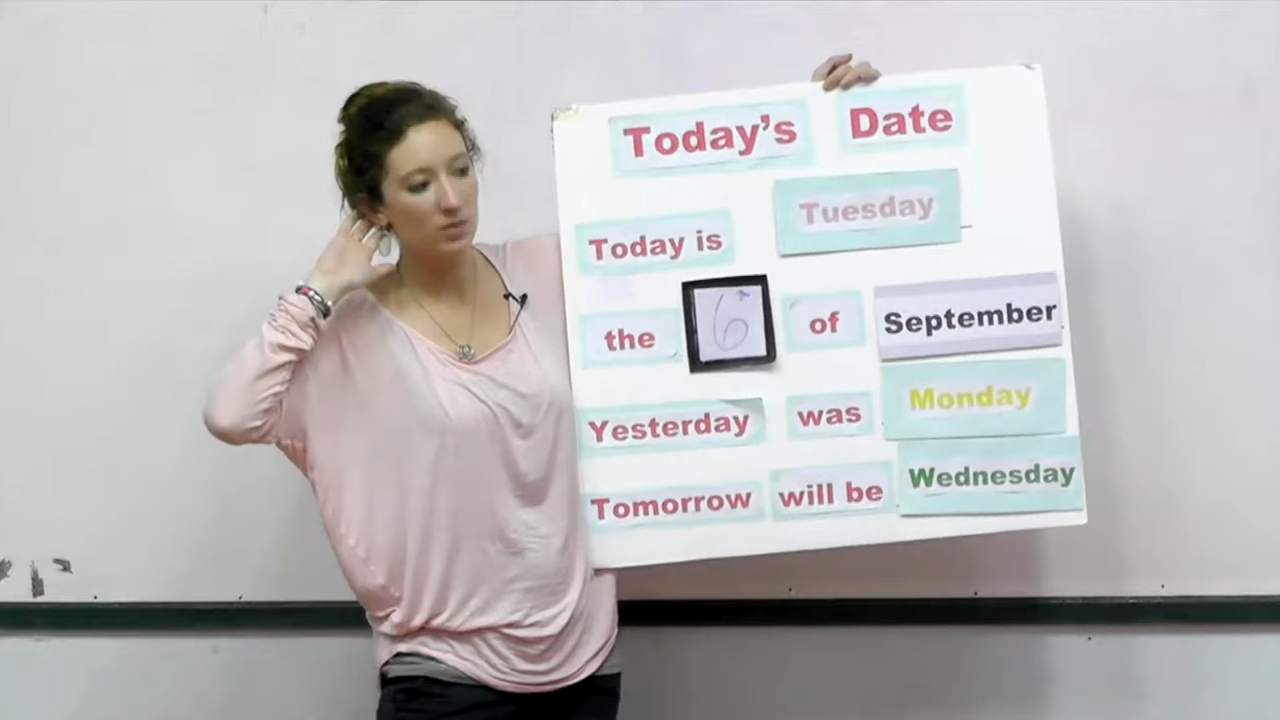 Today's Date
Today is Tuesday
the 6th of September
Yesterday was Monday
Tomorrow will be Wednesday